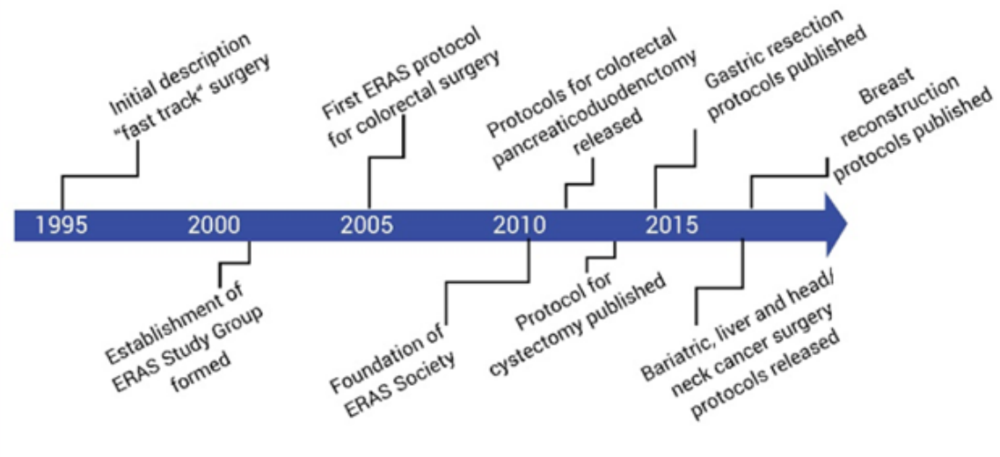 Initial description
"fast track" surgery
First ERAS protocol
for colorectal surgery
Protocols for colorectal
pancreaticoduodenctomy
released
Gastric resection
protocols published
Breast
reconstruction
protocols published
1995
2000
2005
2010
2015
Establishment of
ERAS Study Group
formed
Foundation of
ERAS Society
Protocol for
cystectomy published
Bariatric, liver and head/
neck cancer surgery
protocols released